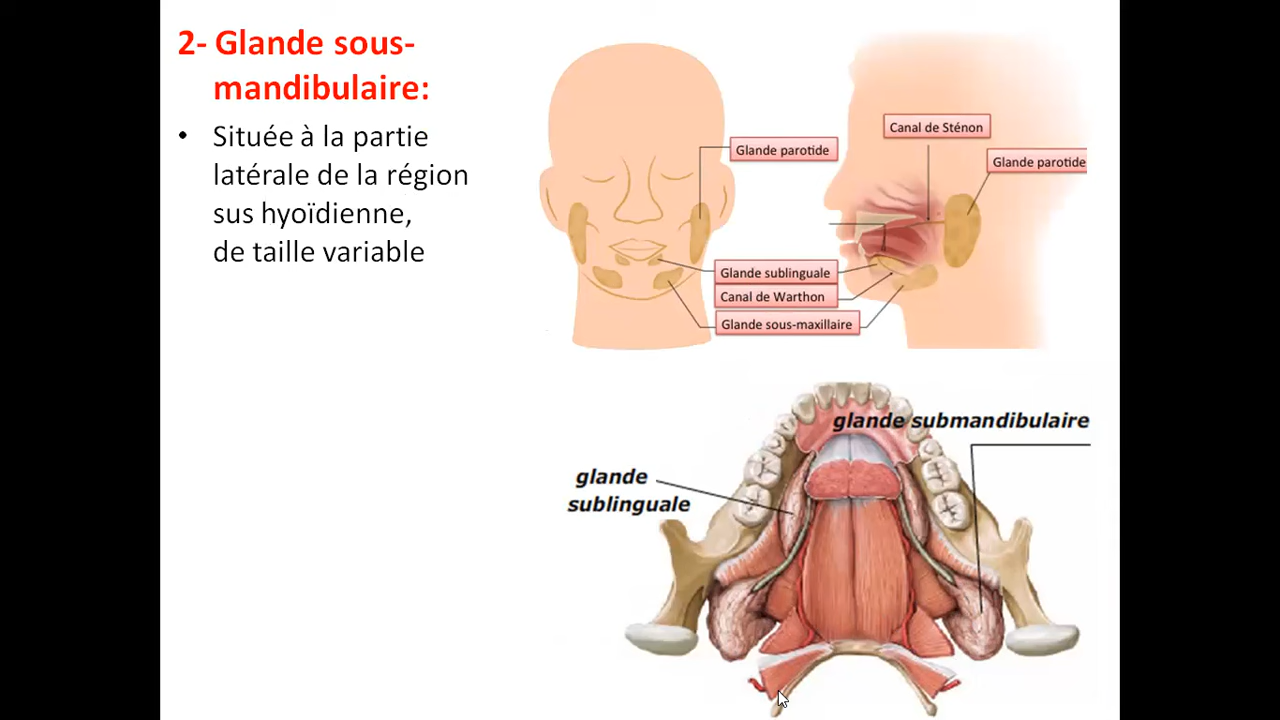 2- Glande sous-
mandibulaire:
• Située à la partie
latérale de la région
sus hyoïdienne,
de taille variable
Glande parotide
Canal de Sténon
Glande parotide
Glande sublinguale
Canal de Warthon
Glande sous-maxillaire
glande submandibulaire
glande
sublinguale